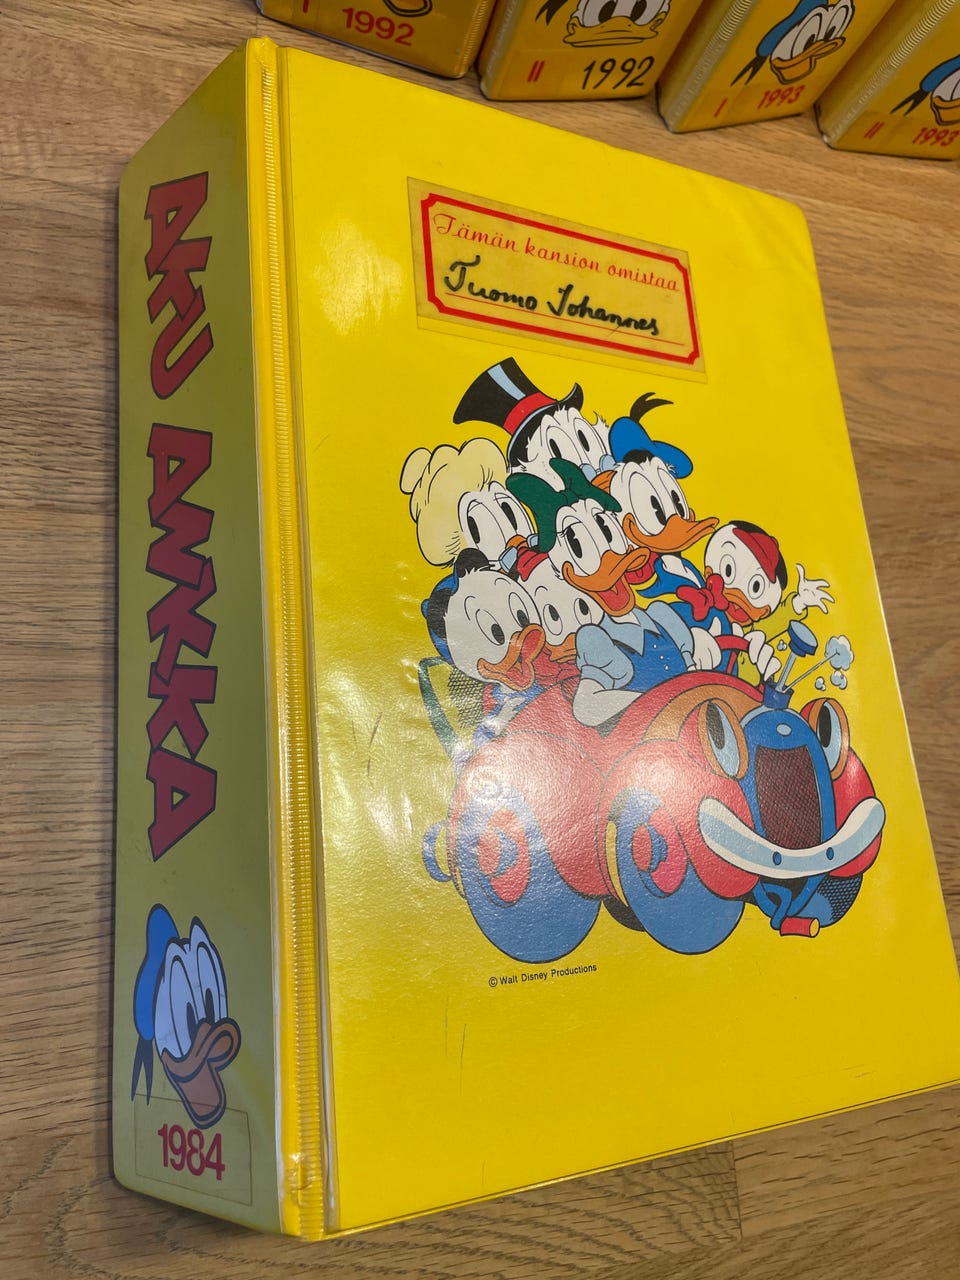 I
1992
II
1992
I
1993
II
1993
AKU ANKKA
1984
Tämän kansion omistaa
Tuomo Johannes
© Walt Disney Productions